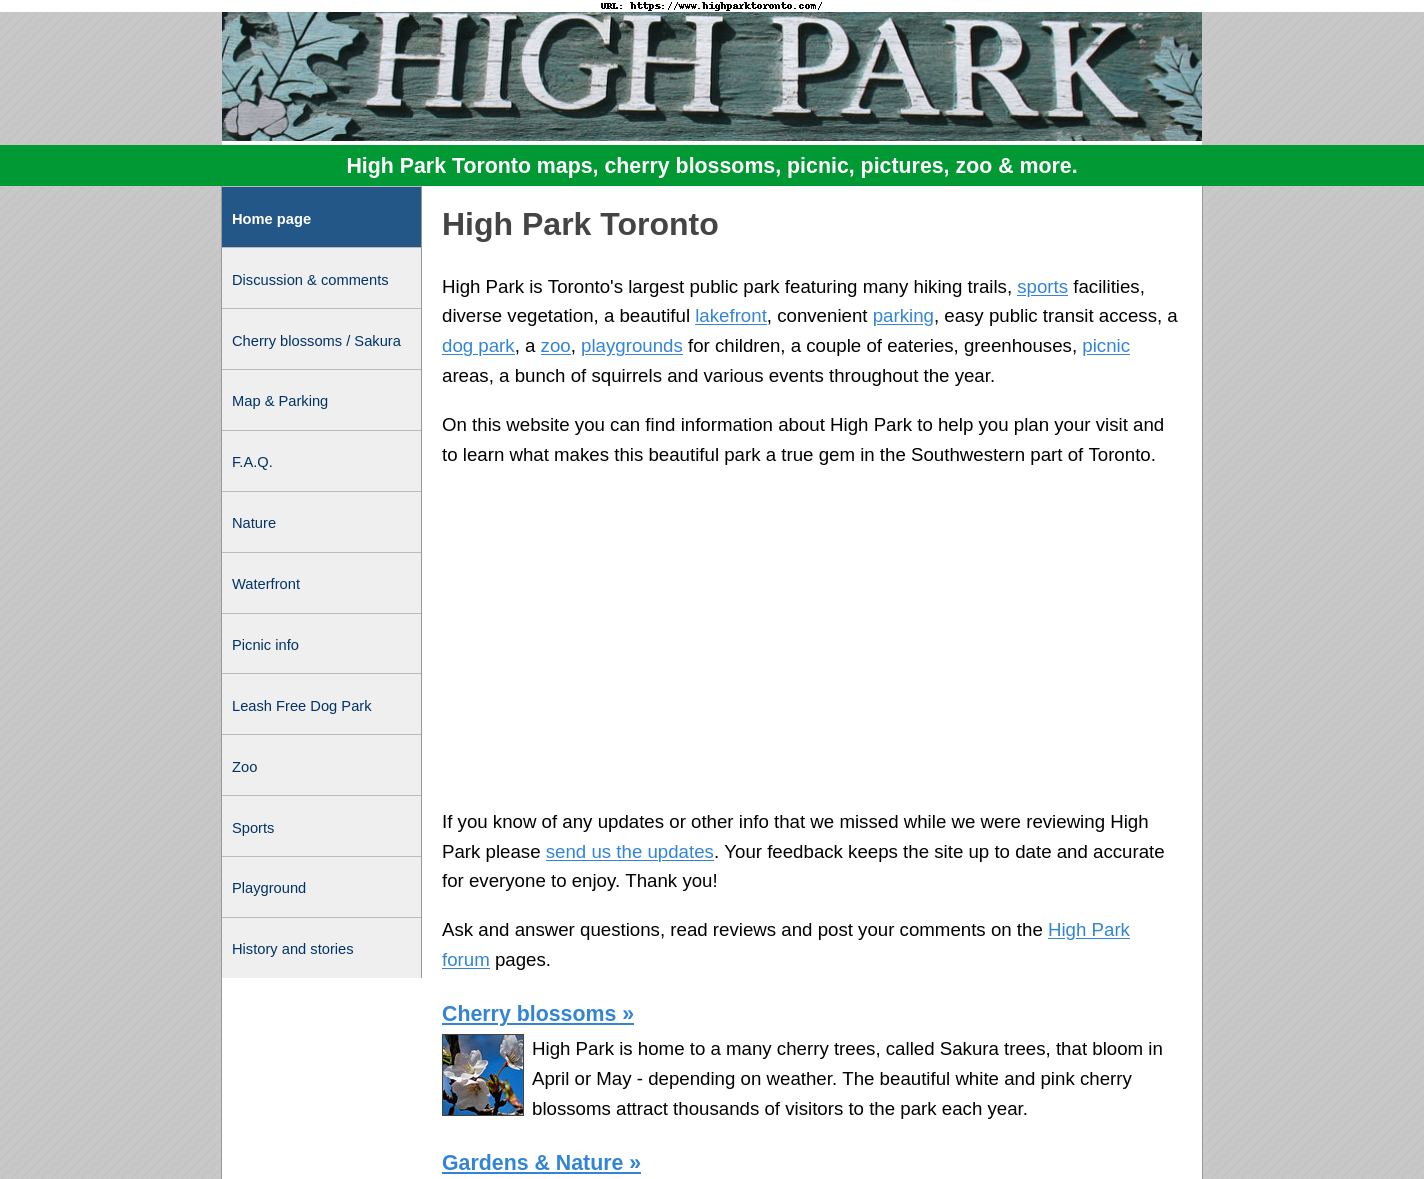 URL: https://www.highparktoronto.com/
HIGH PARK
High Park Toronto maps, cherry blossoms, picnic, pictures, zoo & more.
Home page
Discussion & comments
Cherry blossoms / Sakura
Map & Parking
F.A.Q.
Nature
Waterfront
Picnic info
Leash Free Dog Park
Zoo
Sports
Playground
History and stories
High Park Toronto
High Park is Toronto's largest public park featuring many hiking trails, sports facilities,
diverse vegetation, a beautiful lakefront, convenient parking, easy public transit access, a
dog park, a zoo, playgrounds for children, a couple of eateries, greenhouses, picnic
areas, a bunch of squirrels and various events throughout the year.
On this website you can find information about High Park to help you plan your visit and
to learn what makes this beautiful park a true gem in the Southwestern part of Toronto.
If you know of any updates or other info that we missed while we were reviewing High
Park please send us the updates. Your feedback keeps the site up to date and accurate
for everyone to enjoy. Thank you!
Ask and answer questions, read reviews and post your comments on the High Park
forum pages.
Cherry blossoms »
High Park is home to a many cherry trees, called Sakura trees, that bloom in
April or May - depending on weather. The beautiful white and pink cherry
blossoms attract thousands of visitors to the park each year.
Gardens & Nature »